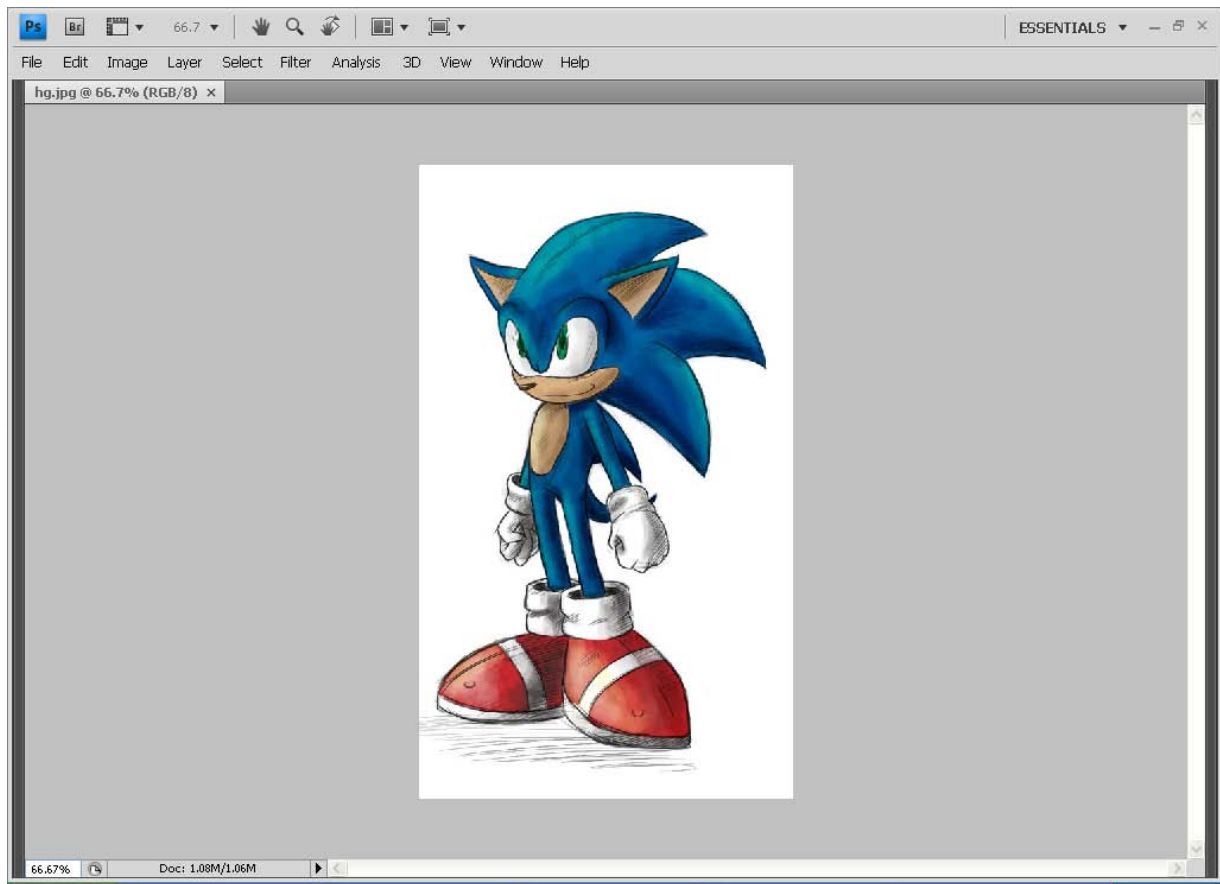 Ps Br 66.7 ESSENTIALS
File Edit Image Layer Select Filter Analysis 3D View Window Help
hg.jpg @ 66.7% (RGB/8) ×
66.67% Doc: 1.08M/1.06M